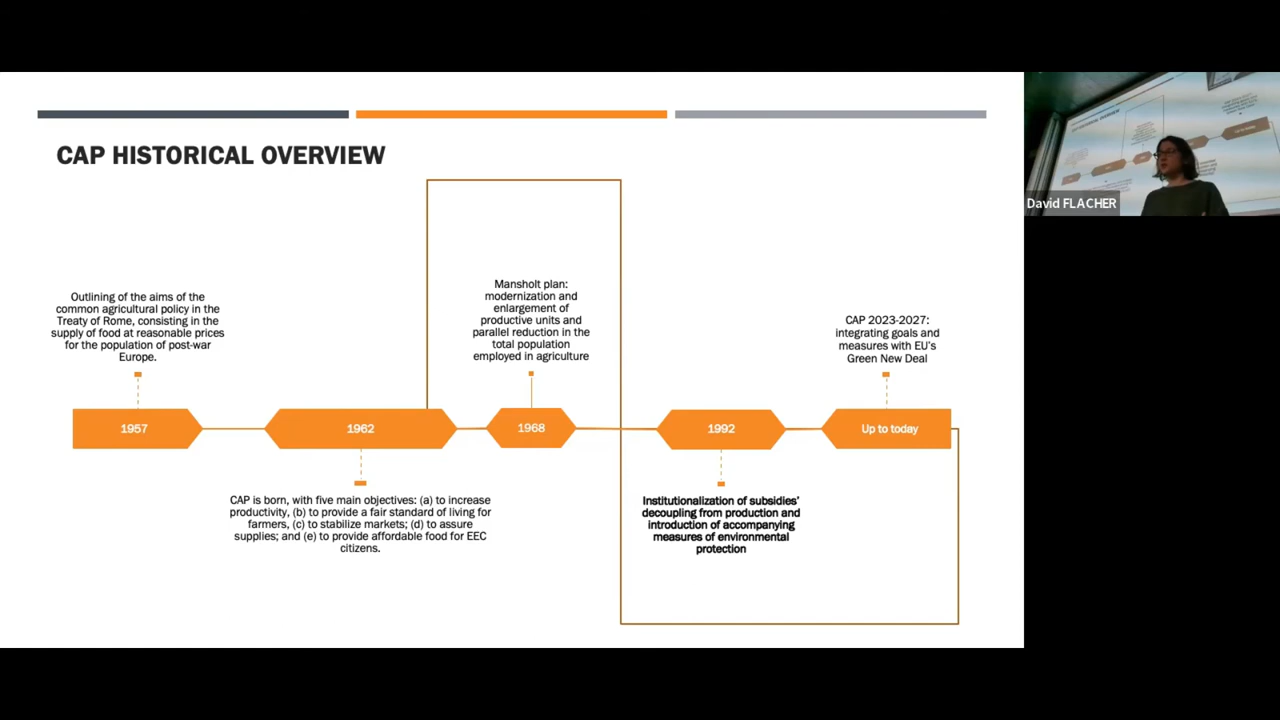 CAP HISTORICAL OVERVIEW
Outlining of the aims of the
common agricultural policy in the
Treaty of Rome, consisting in the
supply of food at reasonable prices
for the population of post-war
Europe.
Mansholt plan:
modernization and
enlargement of
productive units and
parallel reduction in the
total population
employed in agriculture
CAP 2023-2027:
integrating goals and
measures with EU's
Green New Deal
1957
1962
1968
1992
Up to today
CAP is born, with five main objectives: (a) to increase
productivity, (b) to provide a fair standard of living for
farmers, (c) to stabilize markets; (d) to assure
supplies; and (e) to provide affordable food for EEC
citizens.
Institutionalization of subsidies'
decoupling from production and
introduction of accompanying
measures of environmental
protection
David FLACHER